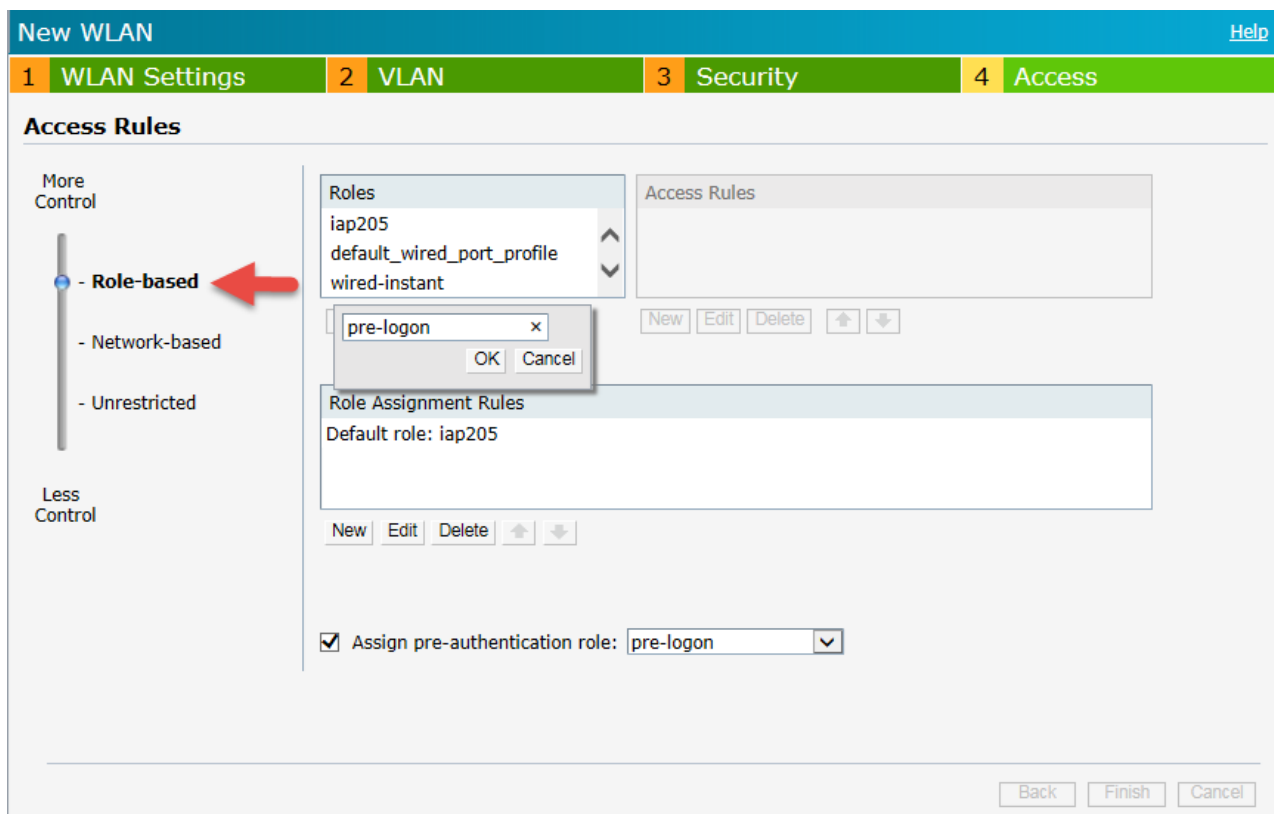 New WLAN
Help
1 WLAN Settings 2 VLAN 3 Security 4 Access
Access Rules
More
Control
- Role-based
- Network-based
- Unrestricted
Less
Control
Roles
iap205
default_wired_port_profile
wired-instant
Access Rules
New Edit Delete
pre-logon ×
OK Cancel
Role Assignment Rules
Default role: iap205
New Edit Delete
Assign pre-authentication role: pre-logon
Back Finish Cancel